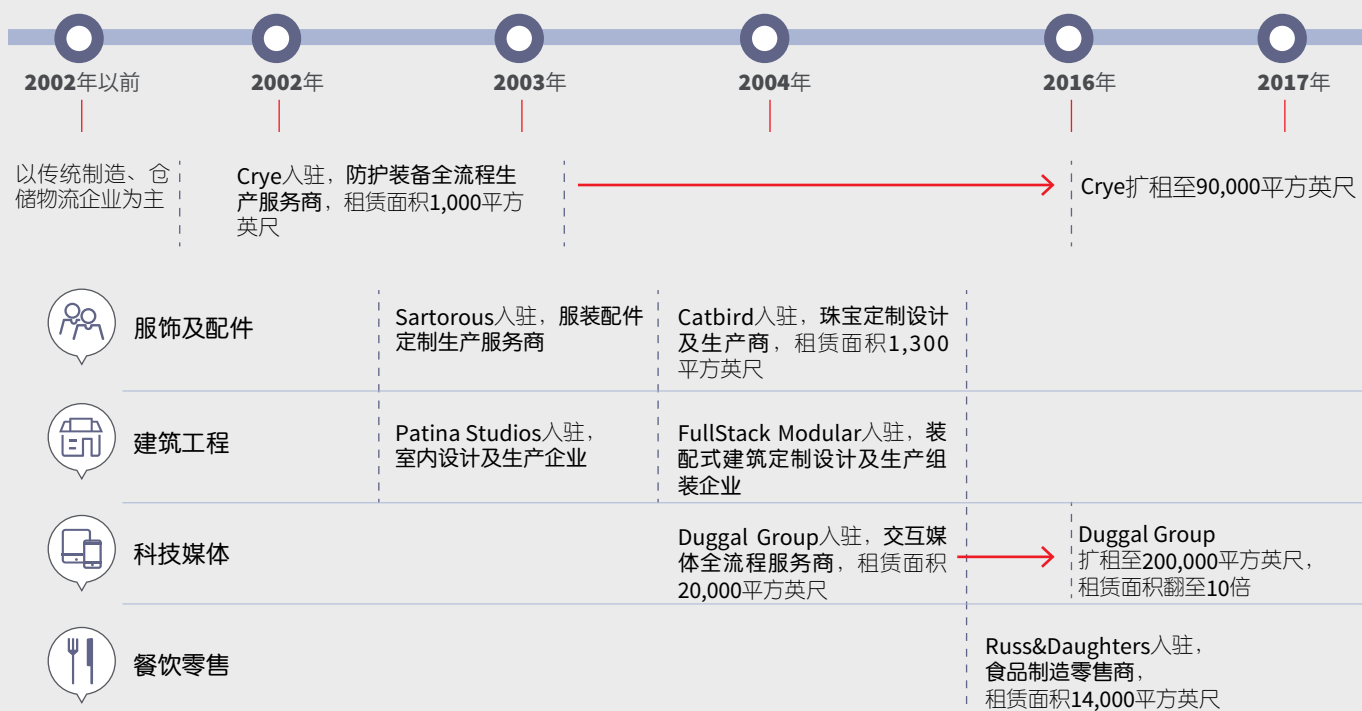 2002年以前
2002年
2003年
2004年
2016年
2017年
以传统制造、仓
储物流企业为主
Crye入驻，防护装备全流程生
产服务商，租赁面积1,000平方
英尺
Crye扩租至90,000平方英尺
服饰及配件
Sartorous入驻，服装配件
定制生产服务商
Catbird入驻，珠宝定制设计
及生产商，租赁面积1,300
平方英尺
建筑工程
Patina Studios入驻，
室内设计及生产企业
FullStack Modular入驻，装
配式建筑定制设计及生产组
装企业
科技媒体
Duggal Group入驻，交互媒
体全流程服务商，租赁面积
20,000平方英尺
Duggal Group
扩租至200,000平方英尺，
租赁面积翻至10倍
餐饮零售
Russ&Daughters入驻，
食品制造零售商，
租赁面积14,000平方英尺